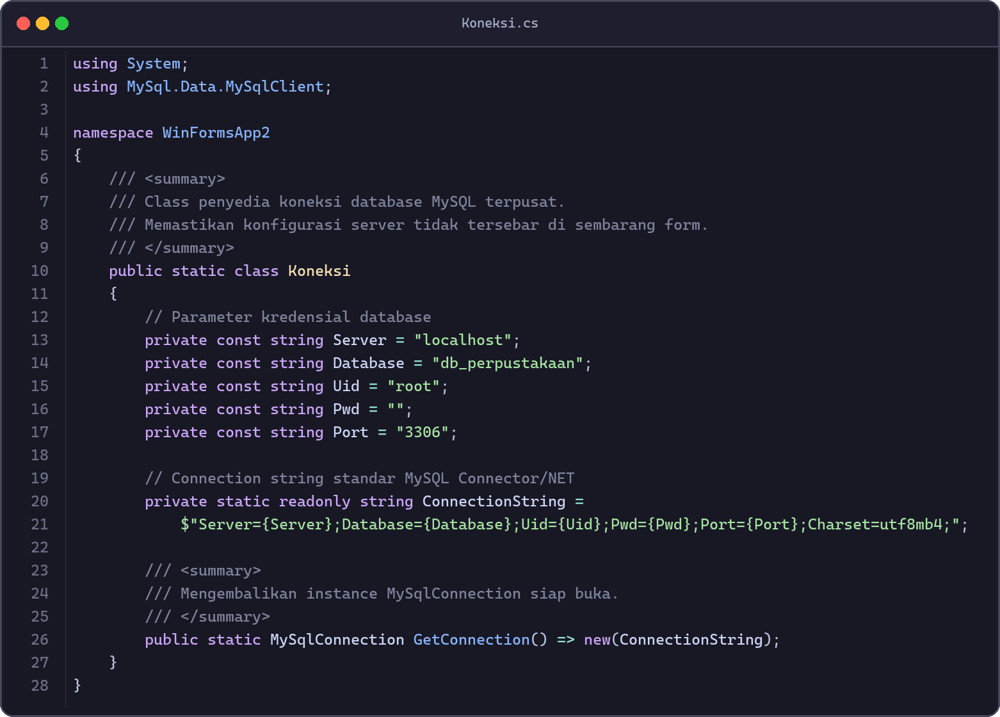 Koneksi.cs
1 using System;
2 using MySql.Data.MySqlClient;
3
4 namespace WinFormsApp2
5 {
6     /// <summary>
7     /// Class penyedia koneksi database MySQL terpusat.
8     /// Memastikan konfigurasi server tidak tersebar di sembarang form.
9     /// </summary>
10     public static class Koneksi
11     {
12         // Parameter kredensial database
13         private const string Server = "localhost";
14         private const string Database = "db_perpustakaan";
15         private const string Uid = "root";
16         private const string Pwd = "";
17         private const string Port = "3306";
18
19         // Connection string standar MySQL Connector/NET
20         private static readonly string ConnectionString =
21             $"Server={Server};Database={Database};Uid={Uid};Pwd={Pwd};Port={Port};Charset=utf8mb4;";
22
23         /// <summary>
24         /// Mengembalikan instance MySqlConnection siap buka.
25         /// </summary>
26         public static MySqlConnection GetConnection() => new(ConnectionString);
27     }
28 }